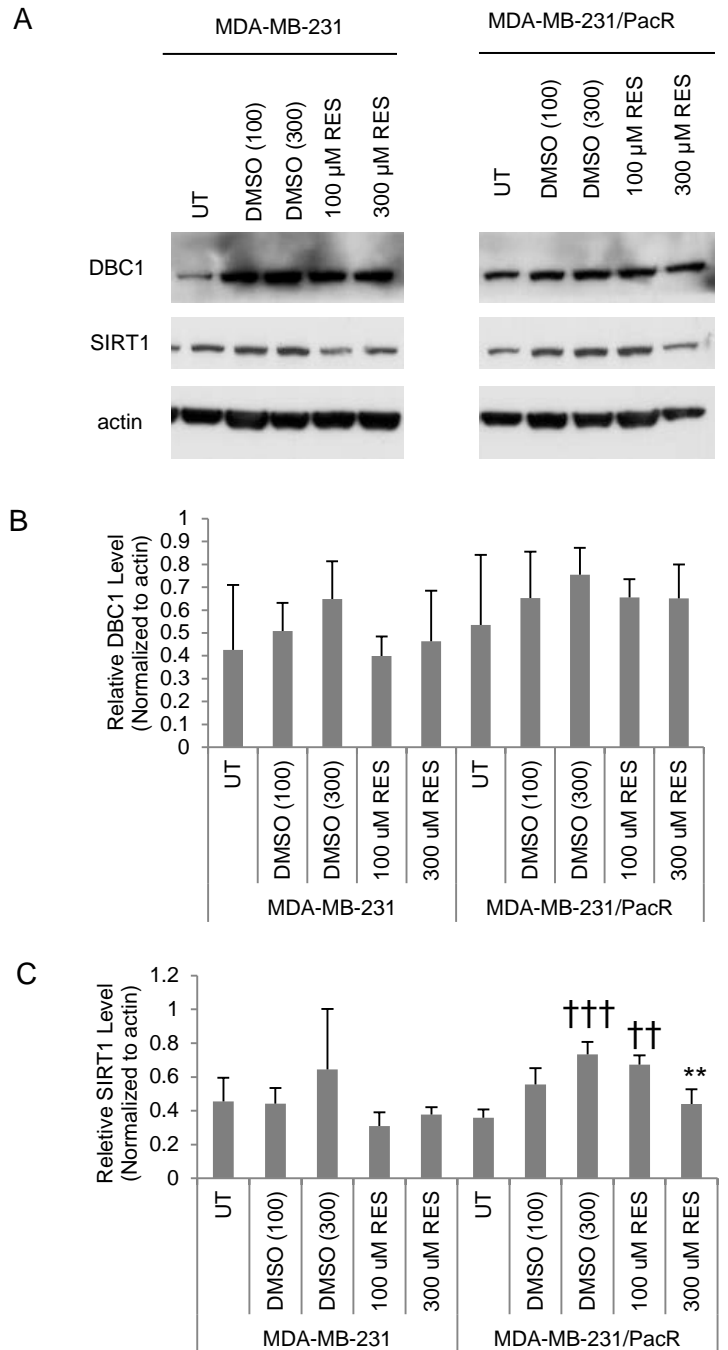 A
MDA-MB-231
MDA-MB-231/PacR
UT
DMSO (100)
DMSO (300)
100 µM RES
300 µM RES
UT
DMSO (100)
DMSO (300)
100 µM RES
300 µM RES
DBC1
SIRT1
actin
B
Relative DBC1 Level
(Normalized to actin)
1
0.9
0.8
0.7
0.6
0.5
0.4
0.3
0.2
0.1
0
UT
DMSO (100)
DMSO (300)
100 uM RES
300 uM RES
UT
DMSO (100)
DMSO (300)
100 uM RES
300 uM RES
MDA-MB-231
MDA-MB-231/PacR
C
Reletive SIRT1 Level
(Normalized to actin)
1.2
1
0.8
0.6
0.4
0.2
0
†††
††
**
UT
DMSO (100)
DMSO (300)
100 uM RES
300 uM RES
UT
DMSO (100)
DMSO (300)
100 uM RES
300 uM RES
MDA-MB-231
MDA-MB-231/PacR